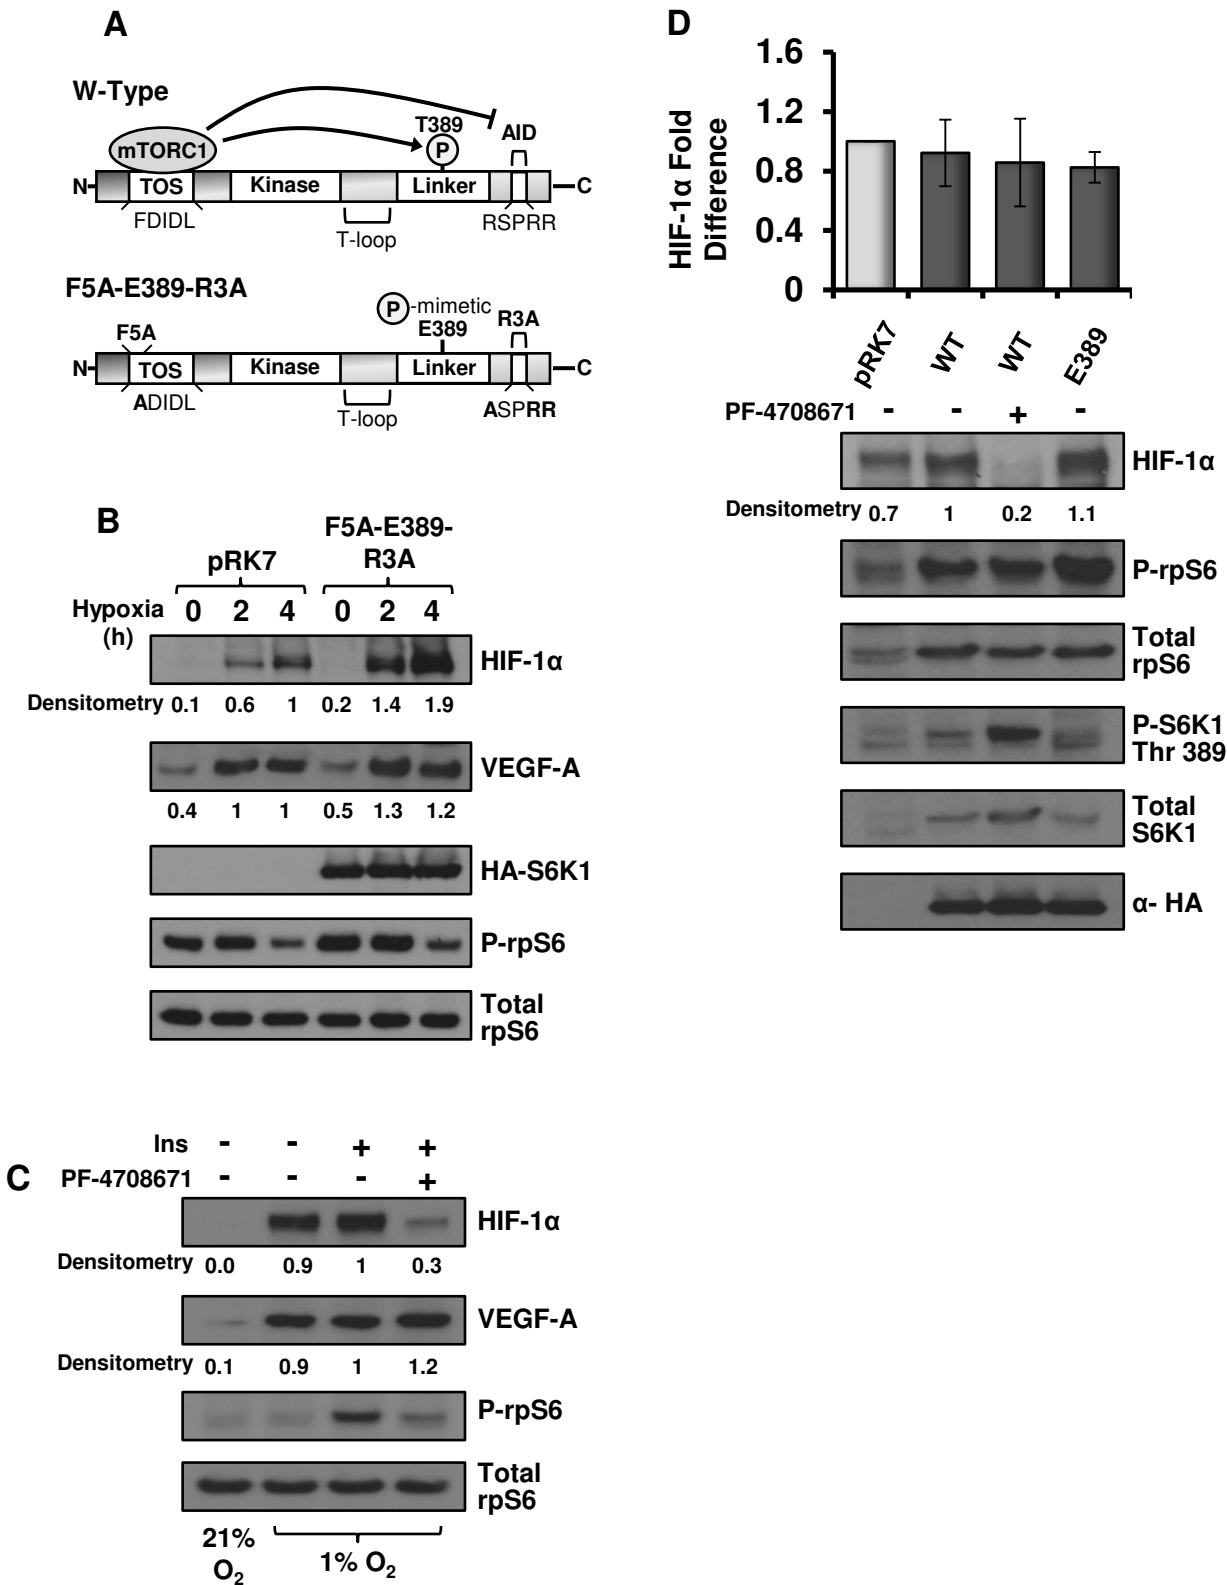 A
W-Type
mTORC1
T389
P
AID
N
TOS
Kinase
Linker
C
FDIDL
T-loop
RSPRR
F5A-E389-R3A
P -mimetic
E389
R3A
F5A
N
TOS
Kinase
Linker
C
ADIDL
T-loop
ASPRR
B
pRK7
F5A-E389-
R3A
Hypoxia
(h)
0 2 4 0 2 4
HIF-1α
Densitometry 0.1 0.6 1 0.2 1.4 1.9
VEGF-A
0.4 1 1 0.5 1.3 1.2
HA-S6K1
P-rpS6
Total
rpS6
C
Ins - - + +
PF-4708671 - - - +
HIF-1α
Densitometry 0.0 0.9 1 0.3
VEGF-A
Densitometry 0.1 0.9 1 1.2
P-rpS6
Total
rpS6
21%
O2
1% O2
D
HIF-1α Fold
Difference
1.6
1.2
0.8
0.4
0
pRK7 WT WT E389
PF-4708671 - - + -
HIF-1α
Densitometry 0.7 1 0.2 1.1
P-rpS6
Total
rpS6
P-S6K1
Thr 389
Total
S6K1
α- HA